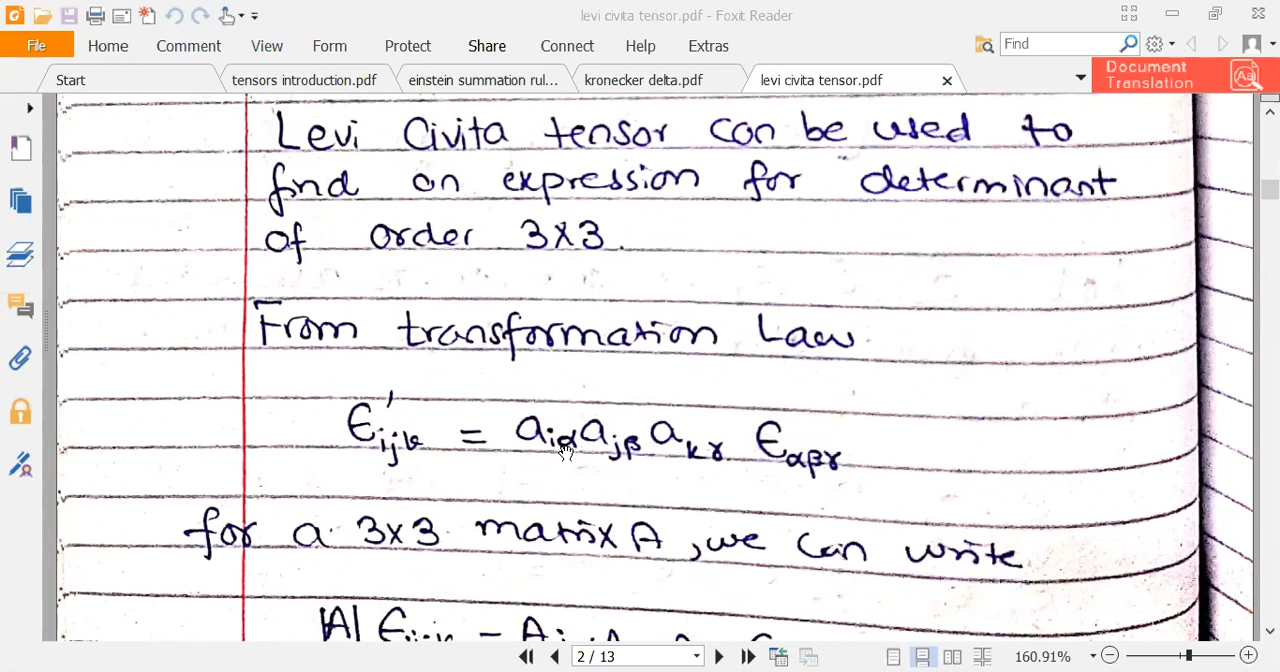 levi civita tensor.pdf - Foxit Reader
File Home Comment View Form Protect Share Connect Help Extras Find
Start tensors introduction.pdf einstein summation rul... kronecker delta.pdf levi civita tensor.pdf Document
Translation
Levi Civita tensor can be used to
find an expression for determinant
of order 3x3.
From transformation Law
ϵ'ijk = aiα ajβ akγ ϵαβγ
for a 3x3 matrix A, we can write
2 / 13 160.91%